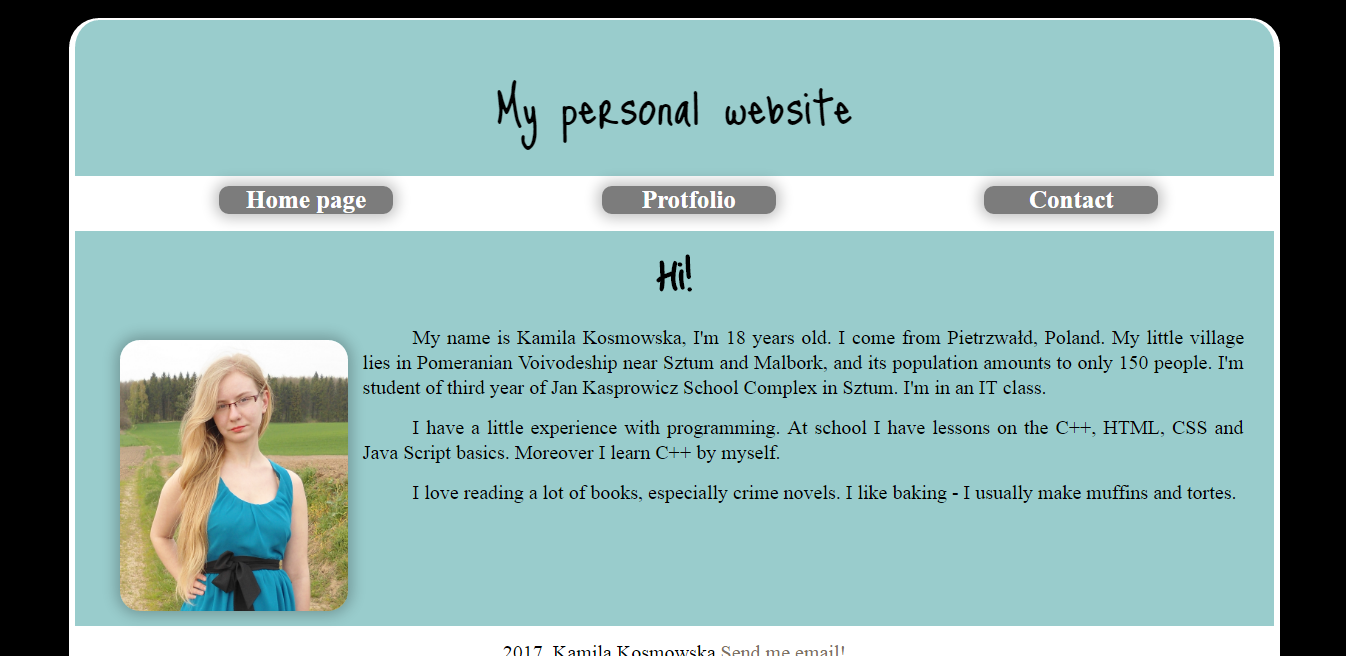 My personal website
Home page
Protfolio
Contact
Hi!
My name is Kamila Kosmowska, I'm 18 years old. I come from Pietrzwałd, Poland. My little village
lies in Pomeranian Voivodeship near Sztum and Malbork, and its population amounts to only 150 people. I'm
student of third year of Jan Kasprowicz School Complex in Sztum. I'm in an IT class.
I have a little experience with programming. At school I have lessons on the C++, HTML, CSS and
Java Script basics. Moreover I learn C++ by myself.
I love reading a lot of books, especially crime novels. I like baking - I usually make muffins and tortes.
2017, Kamila Kosmowska Send me email!